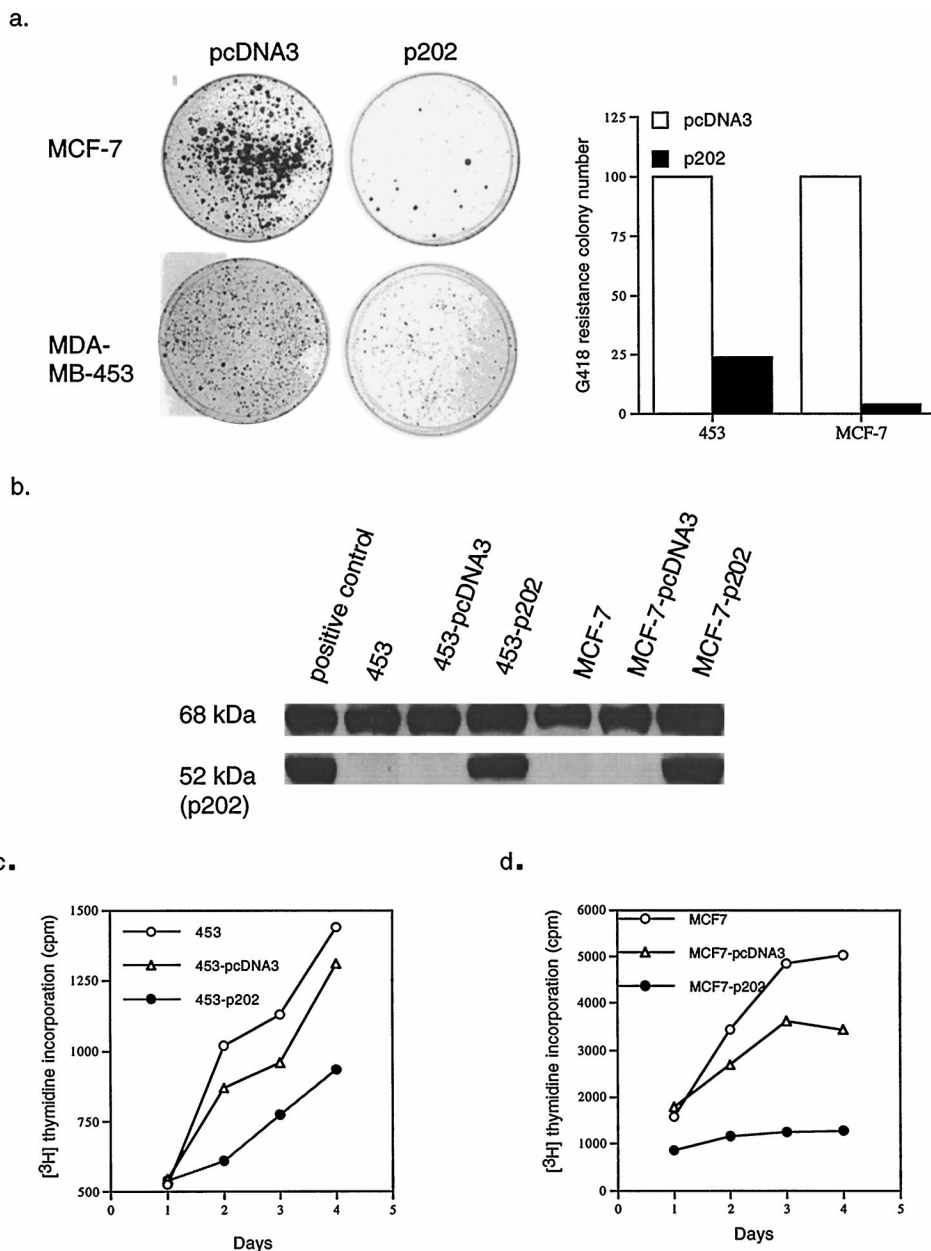 a.
pcDNA3 p202
MCF-7
MDA-
MB-453
G418 resistance colony number
125
100
75
50
25
0
pcDNA3
p202
453 MCF-7
b.
positive control
453
453-pcDNA3
453-p202
MCF-7
MCF-7-pcDNA3
MCF-7-p202
68 kDa
52 kDa
(p202)
c.
[³H] thymidine incorporation (cpm)
1500
1250
1000
750
500
453
453-pcDNA3
453-p202
0 1 2 3 4 5
Days
d.
[³H] thymidine incorporation (cpm)
6000
5000
4000
3000
2000
1000
0
MCF7
MCF7-pcDNA3
MCF7-p202
0 1 2 3 4 5
Days